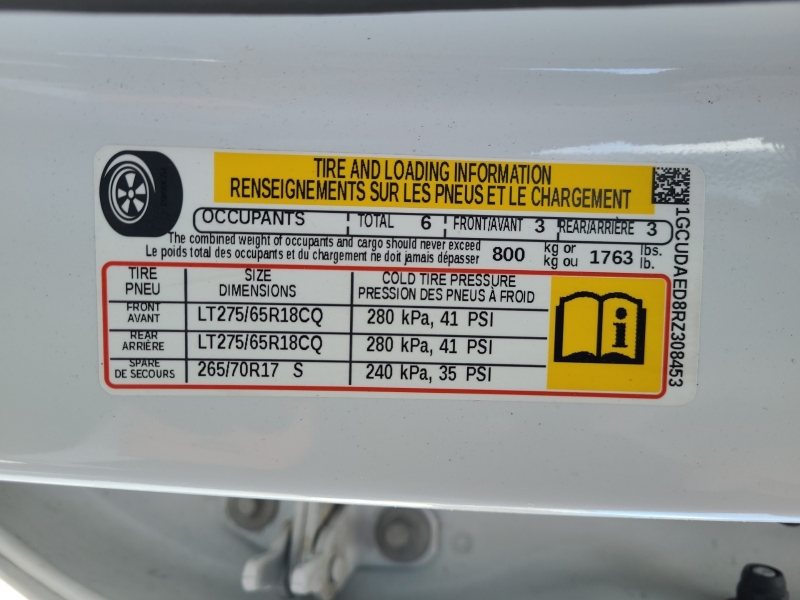 TIRE AND LOADING INFORMATION
RENSEIGNEMENTS SUR LES PNEUS ET LE CHARGEMENT
OCCUPANTS TOTAL 6 FRONT/AVANT 3 REAR/ARRIÈRE 3
The combined weight of occupants and cargo should never exceed
Le poids total des occupants et du chargement ne doit jamais dépasser
800 kg or kg ou 1763 lbs. lb.
TIRE PNEU SIZE DIMENSIONS COLD TIRE PRESSURE PRESSION DES PNEUS À FROID
FRONT AVANT LT275/65R18CQ 280 kPa, 41 PSI
REAR ARRIÈRE LT275/65R18CQ 280 kPa, 41 PSI
SPARE DE SECOURS 265/70R17 S 240 kPa, 35 PSI
i
1GCUDAED8RZ308453